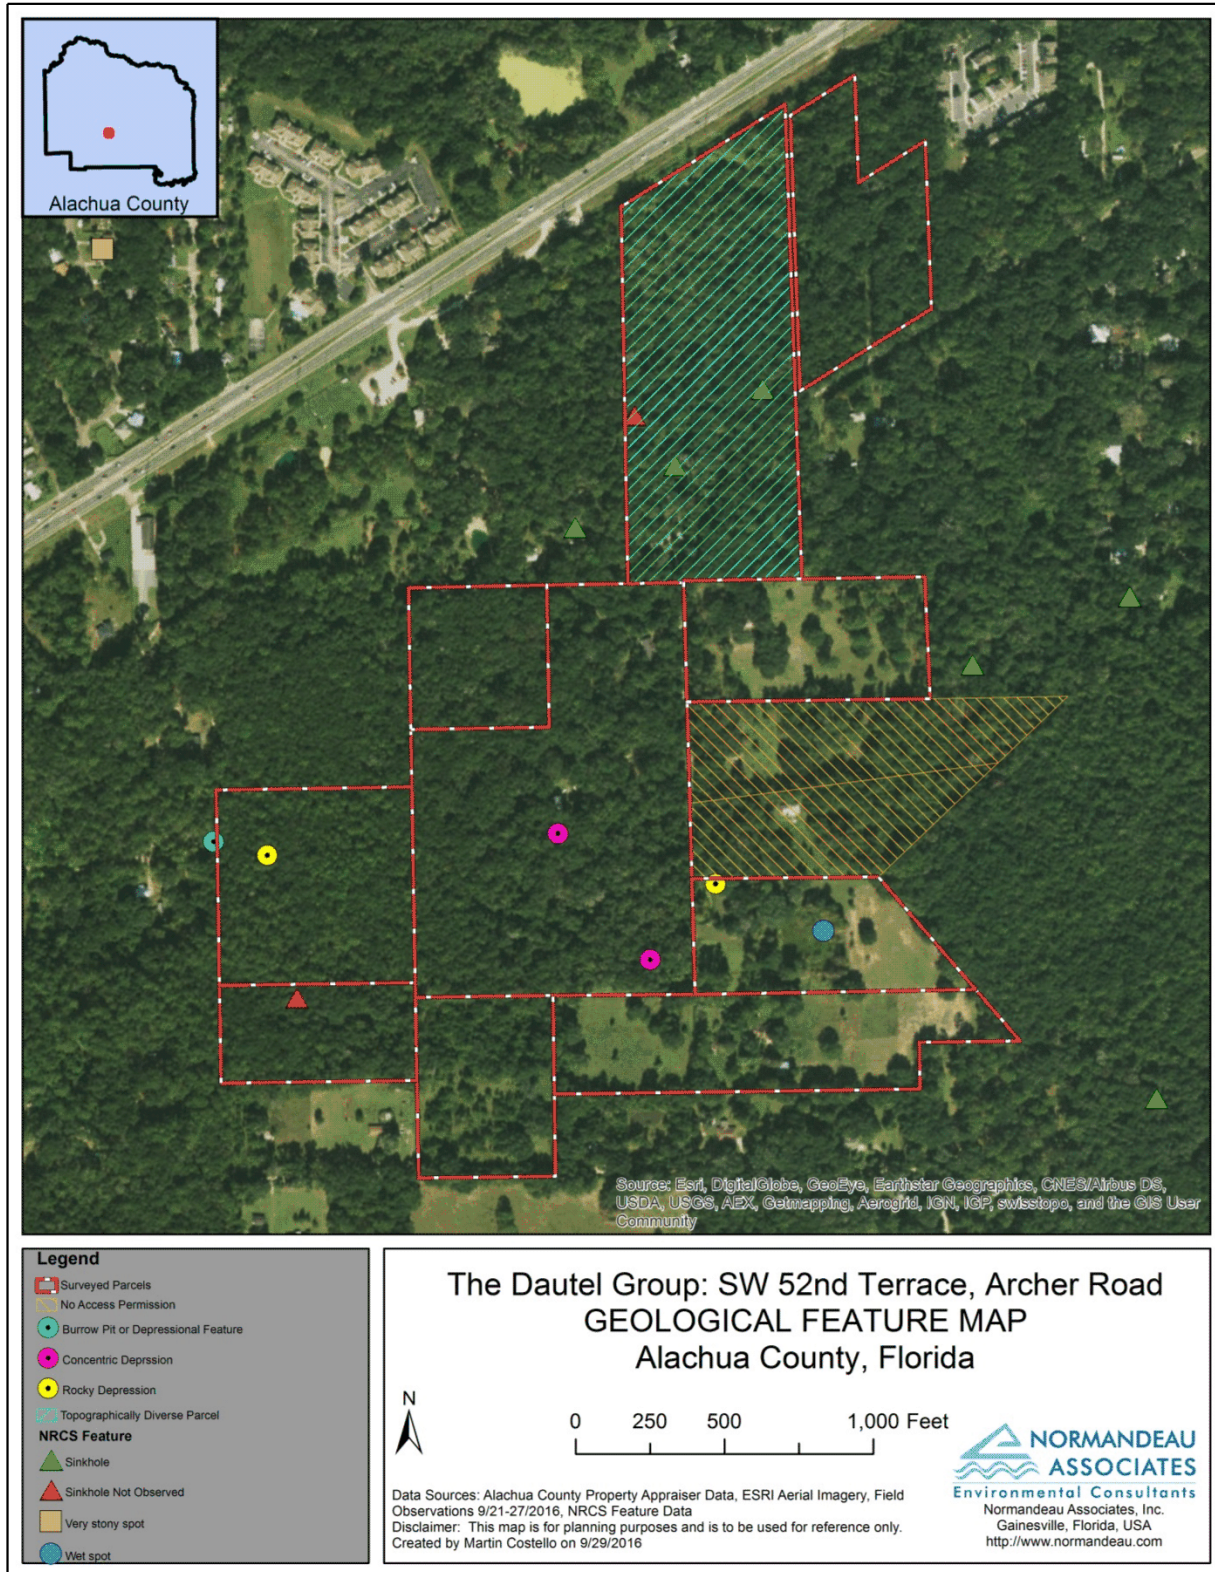 Alachua County
Source: Esri, DigitalGlobe, GeoEye, Earthstar Geographics, CNES/Airbus DS,
USDA, USGS, AEX, Getmapping, Aerogrid, IGN, IGP, swisstopo, and the GIS User
Community
Legend
Surveyed Parcels
No Access Permission
Burrow Pit or Depressional Feature
Concentric Deprssion
Rocky Depression
Topographically Diverse Parcel
NRCS Feature
Sinkhole
Sinkhole Not Observed
Very stony spot
Wet spot
The Dautel Group: SW 52nd Terrace, Archer Road
GEOLOGICAL FEATURE MAP
Alachua County, Florida
N
0 250 500 1,000 Feet
Data Sources: Alachua County Property Appraiser Data, ESRI Aerial Imagery, Field
Observations 9/21-27/2016, NRCS Feature Data
Disclaimer: This map is for planning purposes and is to be used for reference only.
Created by Martin Costello on 9/29/2016
NORMANDEAU
ASSOCIATES
Environmental Consultants
Normandeau Associates, Inc.
Gainesville, Florida, USA
http://www.normandeau.com